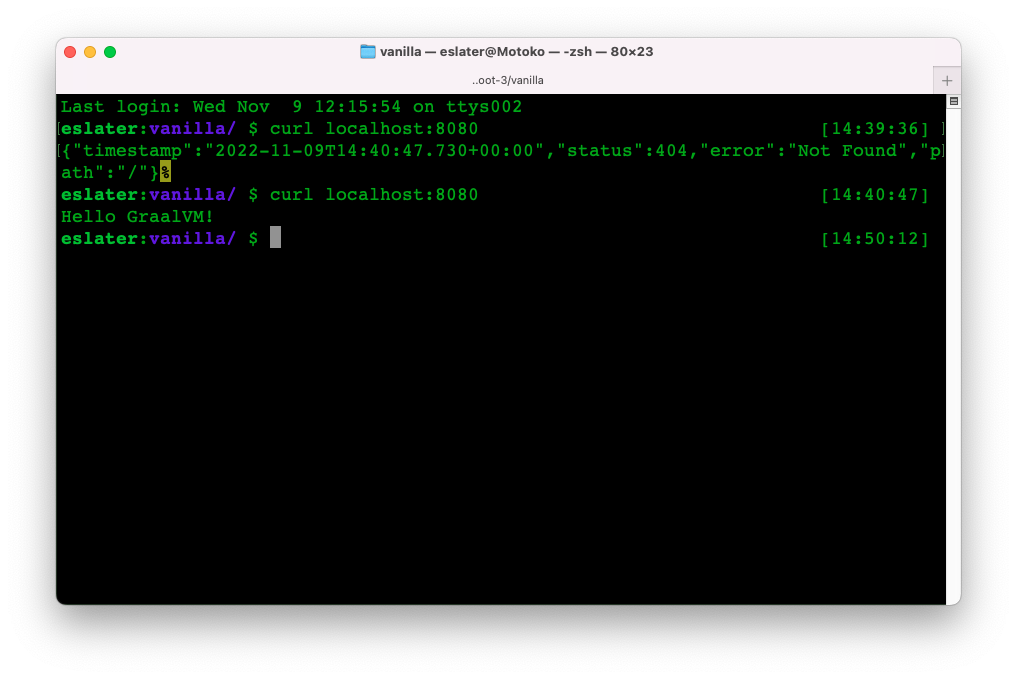 vanilla — eslater@Motoko — -zsh — 80×23
..oot-3/vanilla
+
Last login: Wed Nov  9 12:15:54 on ttys002
[eslater:vanilla/ $ curl localhost:8080 [14:39:36] ]
[{"timestamp":"2022-11-09T14:40:47.730+00:00","status":404,"error":"Not Found","p]
ath":"/"}%
eslater:vanilla/ $ curl localhost:8080 [14:40:47]
Hello GraalVM!
eslater:vanilla/ $ [14:50:12]